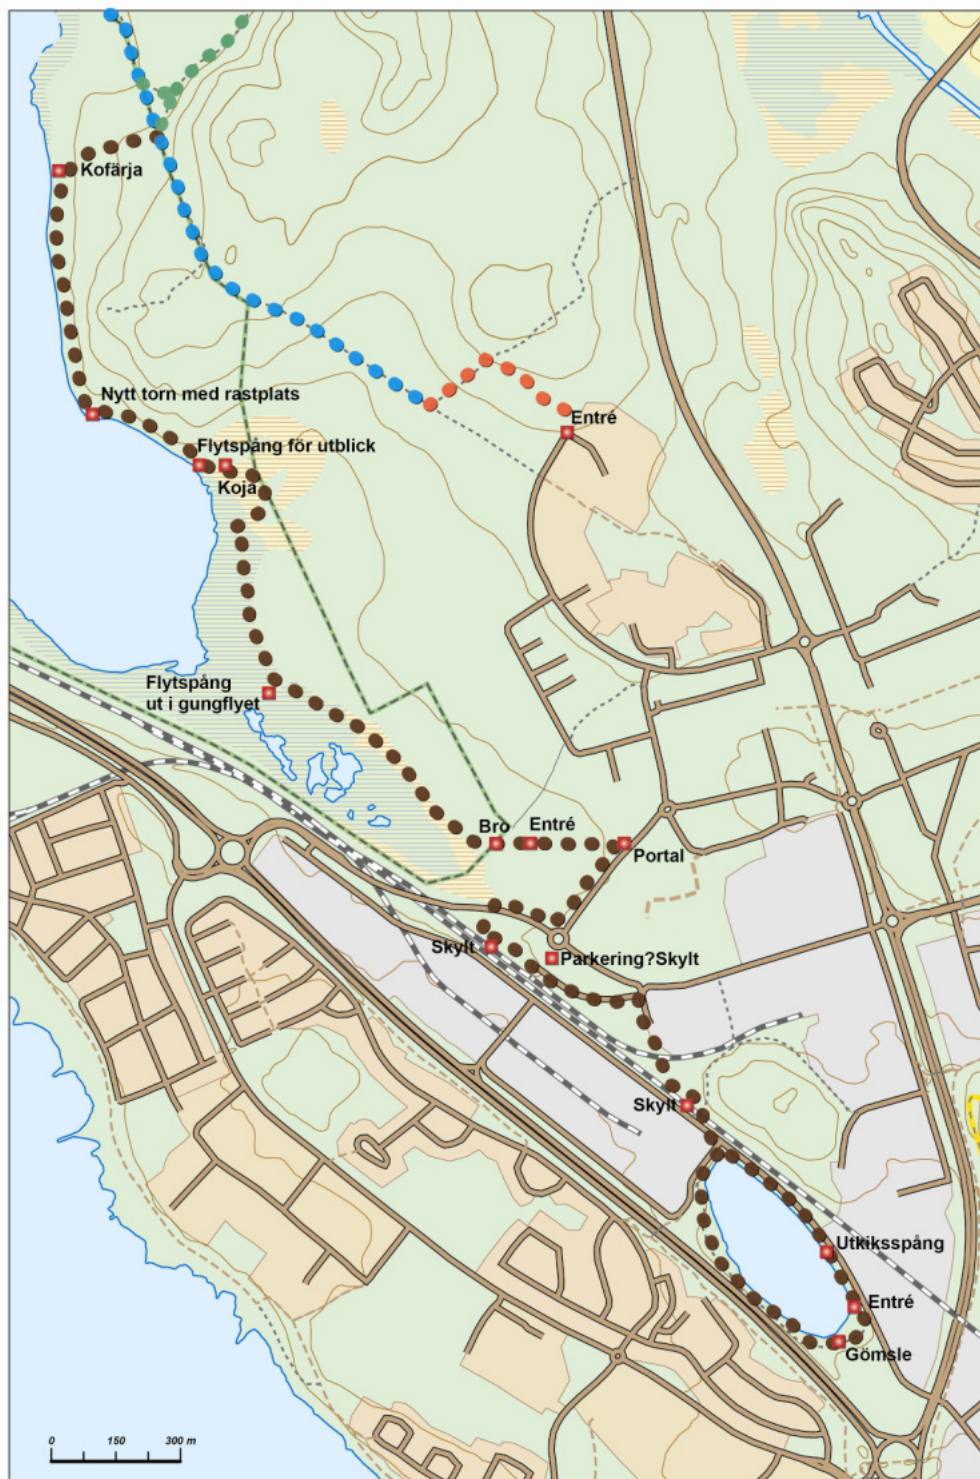 Kofärja
Nytt torn med rastplats
Entré
Flytspång för utblick
Koja
Flytspång
ut i gungflyet
Bro
Entré
Portal
Skylt
Parkering?Skylt
Skylt
Utkiksspång
Entré
Gömsle
0 150 300 m